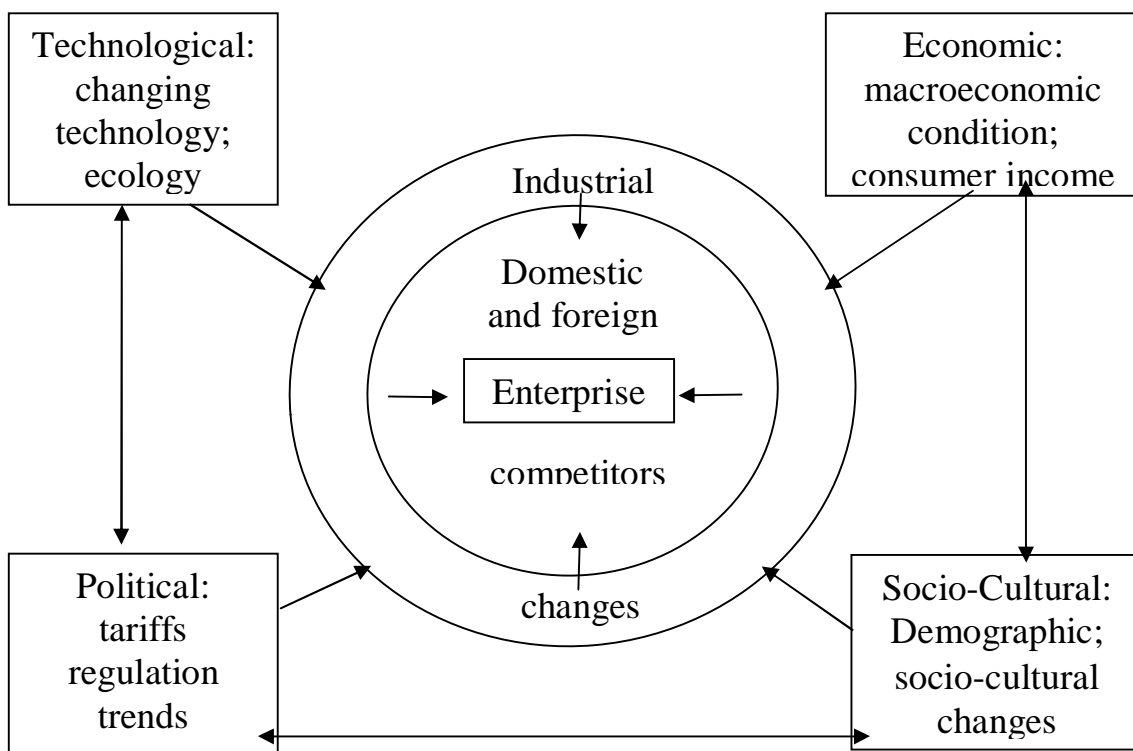 Technological:
changing
technology;
ecology
Economic:
macroeconomic
condition;
consumer income
Industrial
Domestic
and foreign
Enterprise
competitors
changes
Political:
tariffs
regulation
trends
Socio-Cultural:
Demographic;
socio-cultural
changes